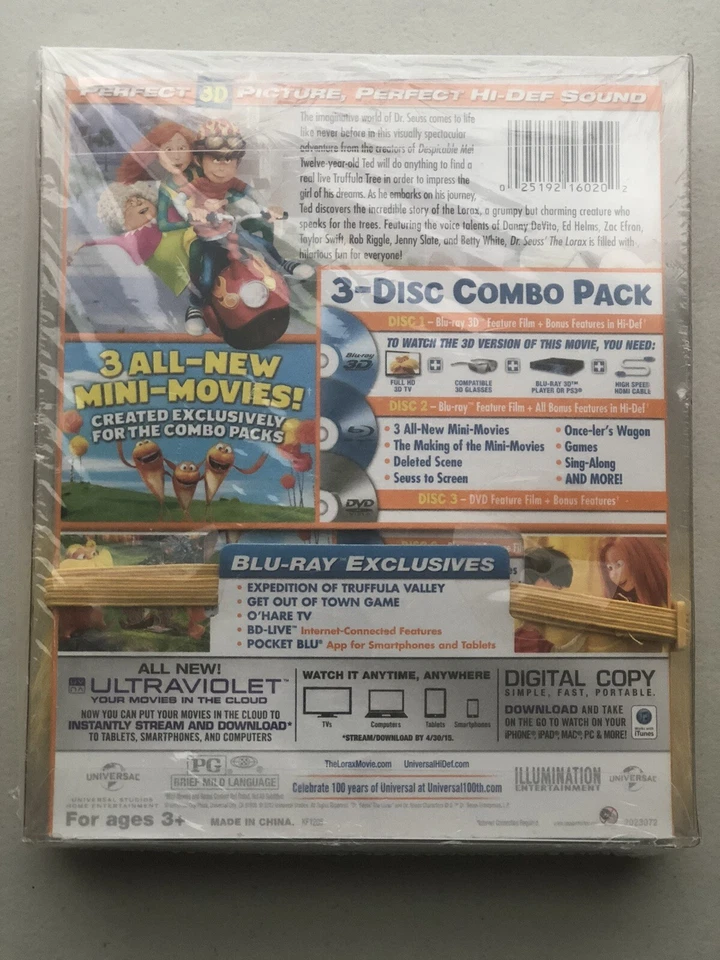 PERFECT 3D PICTURE, PERFECT HI-DEF SOUND
The imaginative world of Dr. Seuss comes to life
like never before in this visually spectacular
adventure from the creators of Despicable Me!
Twelve-year-old Ted will do anything to find a
real live Truffula Tree in order to impress the
girl of his dreams. As he embarks on his journey,
Ted discovers the incredible story of the Lorax, a grumpy but charming creature who
speaks for the trees. Featuring the voice talents of Danny DeVito, Ed Helms, Zac Efron,
Taylor Swift, Rob Riggle, Jenny Slate, and Betty White, Dr. Seuss' The Lorax is filled with
hilarious fun for everyone!
0 25192 16020 2
3-DISC COMBO PACK
DISC 1 – Blu-ray 3D™ Feature Film + Bonus Features in Hi-Def*
TO WATCH THE 3D VERSION OF THIS MOVIE, YOU NEED:
Blu-ray 3D
FULL HD 3D TV
COMPATIBLE 3D GLASSES
BLU-RAY 3D™ PLAYER OR PS3®
HIGH SPEED HDMI CABLE
3 ALL-NEW
MINI-MOVIES!
CREATED EXCLUSIVELY
FOR THE COMBO PACKS
DISC 2 – Blu-ray™ Feature Film + All Bonus Features in Hi-Def*
• 3 All-New Mini-Movies
• The Making of the Mini-Movies
• Deleted Scene
• Seuss to Screen
• Once-ler's Wagon
• Games
• Sing-Along
• AND MORE!
DVD
DISC 3 – DVD Feature Film + Bonus Features*
BLU-RAY™ EXCLUSIVES
• EXPEDITION OF TRUFFULA VALLEY
• GET OUT OF TOWN GAME
• O'HARE TV
• BD-LIVE™ Internet-Connected Features
• POCKET BLU® App for Smartphones and Tablets
ALL NEW!
ULTRAVIOLET™
YOUR MOVIES IN THE CLOUD
NOW YOU CAN PUT YOUR MOVIES IN THE CLOUD TO
INSTANTLY STREAM AND DOWNLOAD*
TO TABLETS, SMARTPHONES, AND COMPUTERS
WATCH IT ANYTIME, ANYWHERE
TVs
Computers
Tablets
Smartphones
*STREAM/DOWNLOAD BY 4/30/15.
DIGITAL COPY
SIMPLE, FAST, PORTABLE.
DOWNLOAD AND TAKE
ON THE GO TO WATCH ON YOUR
iPHONE®, iPAD®, MAC®, PC & MORE!
iTunes
UNIVERSAL
UNIVERSAL STUDIOS
HOME ENTERTAINMENT
PG
BRIEF MILD LANGUAGE
TheLoraxMovie.com UniversalHiDef.com
Celebrate 100 years of Universal at Universal100th.com
ILLUMINATION
ENTERTAINMENT
UNIVERSAL
For ages 3+
MADE IN CHINA.